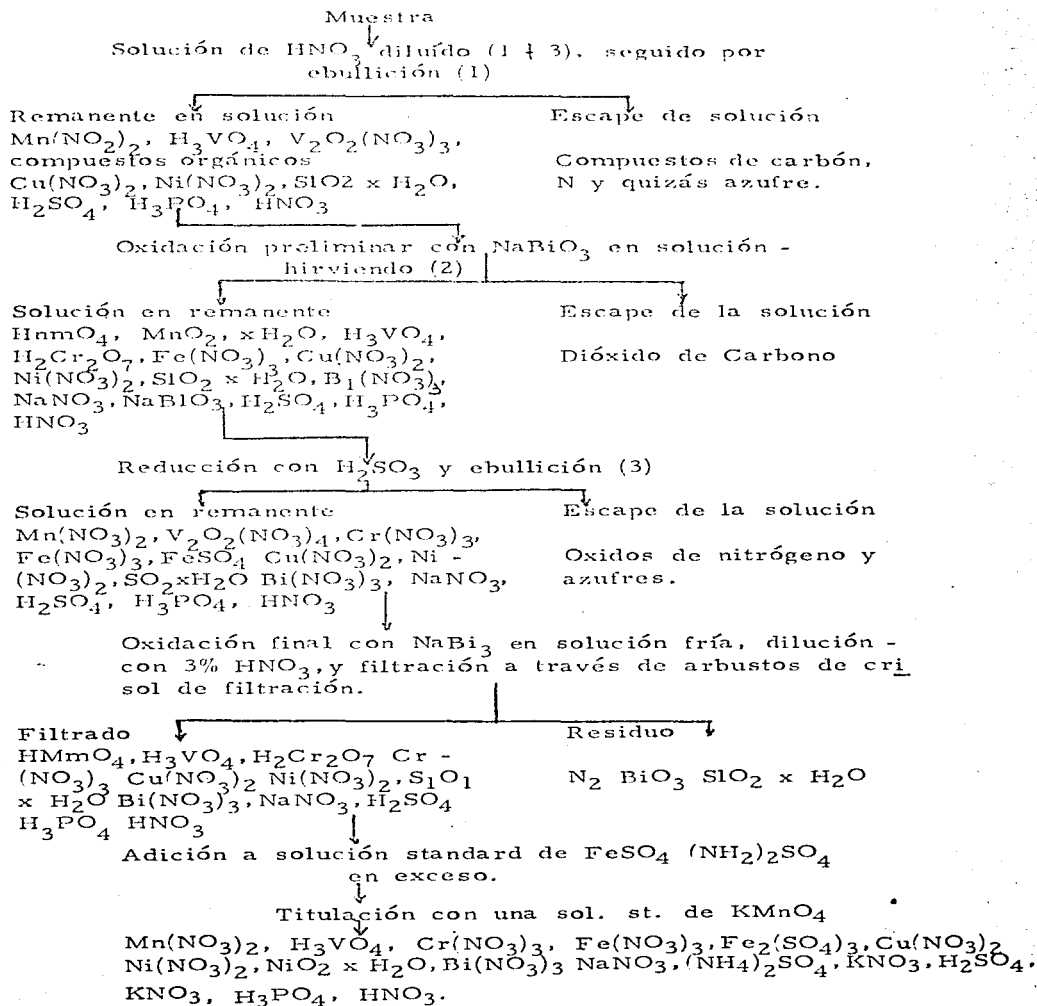 Muestra
Solución de HNO3 diluído (1 + 3), seguido por
ebullición (1)
Remanente en solución
Mn(NO2)2, H3VO4, V2O2(NO3)3,
compuestos orgánicos
Cu(NO3)2, Ni(NO3)2, SlO2 x H2O,
H2SO4, H3PO4, HNO3
Escape de solución
Compuestos de carbón,
N y quizás azufre.
Oxidación preliminar con NaBiO3 en solución -
hirviendo (2)
Solución en remanente
HnmO4, MnO2, xH2O, H3VO4,
H2Cr2O7, Fe(NO3)3, Cu(NO3)2,
Ni(NO3)2, SlO2 x H2O, B1(NO3)3,
NaNO3, NaBlO3, H2SO4, H3PO4,
HNO3
Escape de la solución
Dióxido de Carbono
Reducción con H2SO3 y ebullición (3)
Solución en remanente
Mn(NO3)2, V2O2(NO3)4, Cr(NO3)3,
Fe(NO3)3, FeSO4 Cu(NO3)2, Ni -
(NO3)2, SO2xH2O Bi(NO3)3, NaNO3,
H2SO4, H3PO4, HNO3
Escape de la solución
Oxidos de nitrógeno y
azufres.
Oxidación final con NaBi3 en solución fría, dilución -
con 3% HNO3, y filtración a través de arbustos de cri
sol de filtración.
Filtrado
HMmO4, H3VO4, H2Cr2O7 Cr -
(NO3)3 Cu(NO3)2 Ni(NO3)2, S1O1
x H2O Bi(NO3)3, NaNO3, H2SO4
H3PO4 HNO3
Residuo
N2 BiO3 SlO2 x H2O
Adición a solución standard de FeSO4 (NH2)2SO4
en exceso.
Titulación con una sol. st. de KMnO4
Mn(NO3)2, H3VO4, Cr(NO3)3, Fe(NO3)3, Fe2(SO4)3, Cu(NO3)2
Ni(NO3)2, NiO2 x H2O, Bi(NO3)3 NaNO3, (NH4)2SO4, KNO3, H2SO4,
KNO3, H3PO4, HNO3.